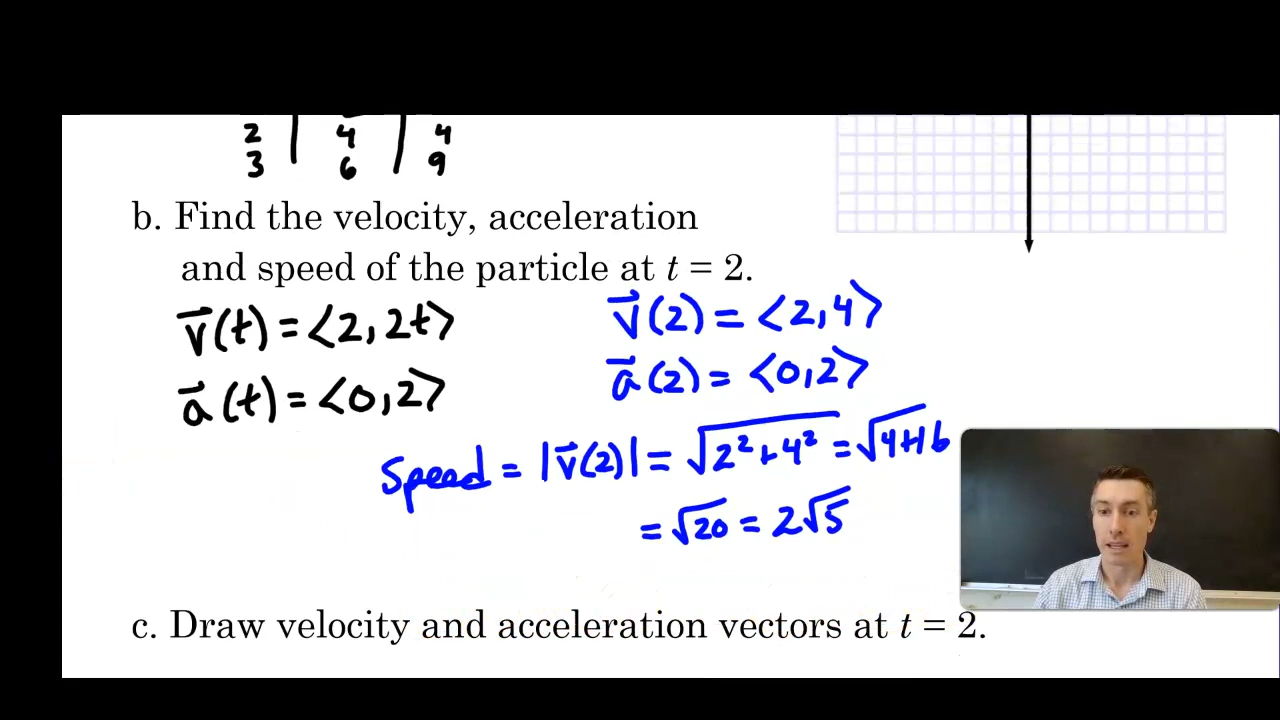 2 | 4 | 4
3 6 9
b. Find the velocity, acceleration
and speed of the particle at t = 2.
v⃗(t) = <2, 2t>
v⃗(2) = <2, 4>
a⃗(t) = <0, 2>
a⃗(2) = <0, 2>
Speed = |v⃗(2)| = √(2² + 4²) = √(4+16)
= √20 = 2√5
c. Draw velocity and acceleration vectors at t = 2.